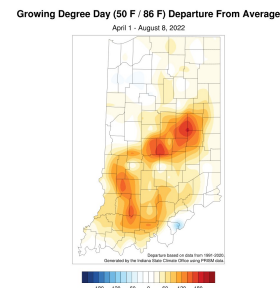 Growing Degree Day (50 F / 86 F) Departure From Average
April 1 - August 8, 2022
Departure based on data from 1991-2020.
Generated by the Indiana State Climate Office using PRISM data.